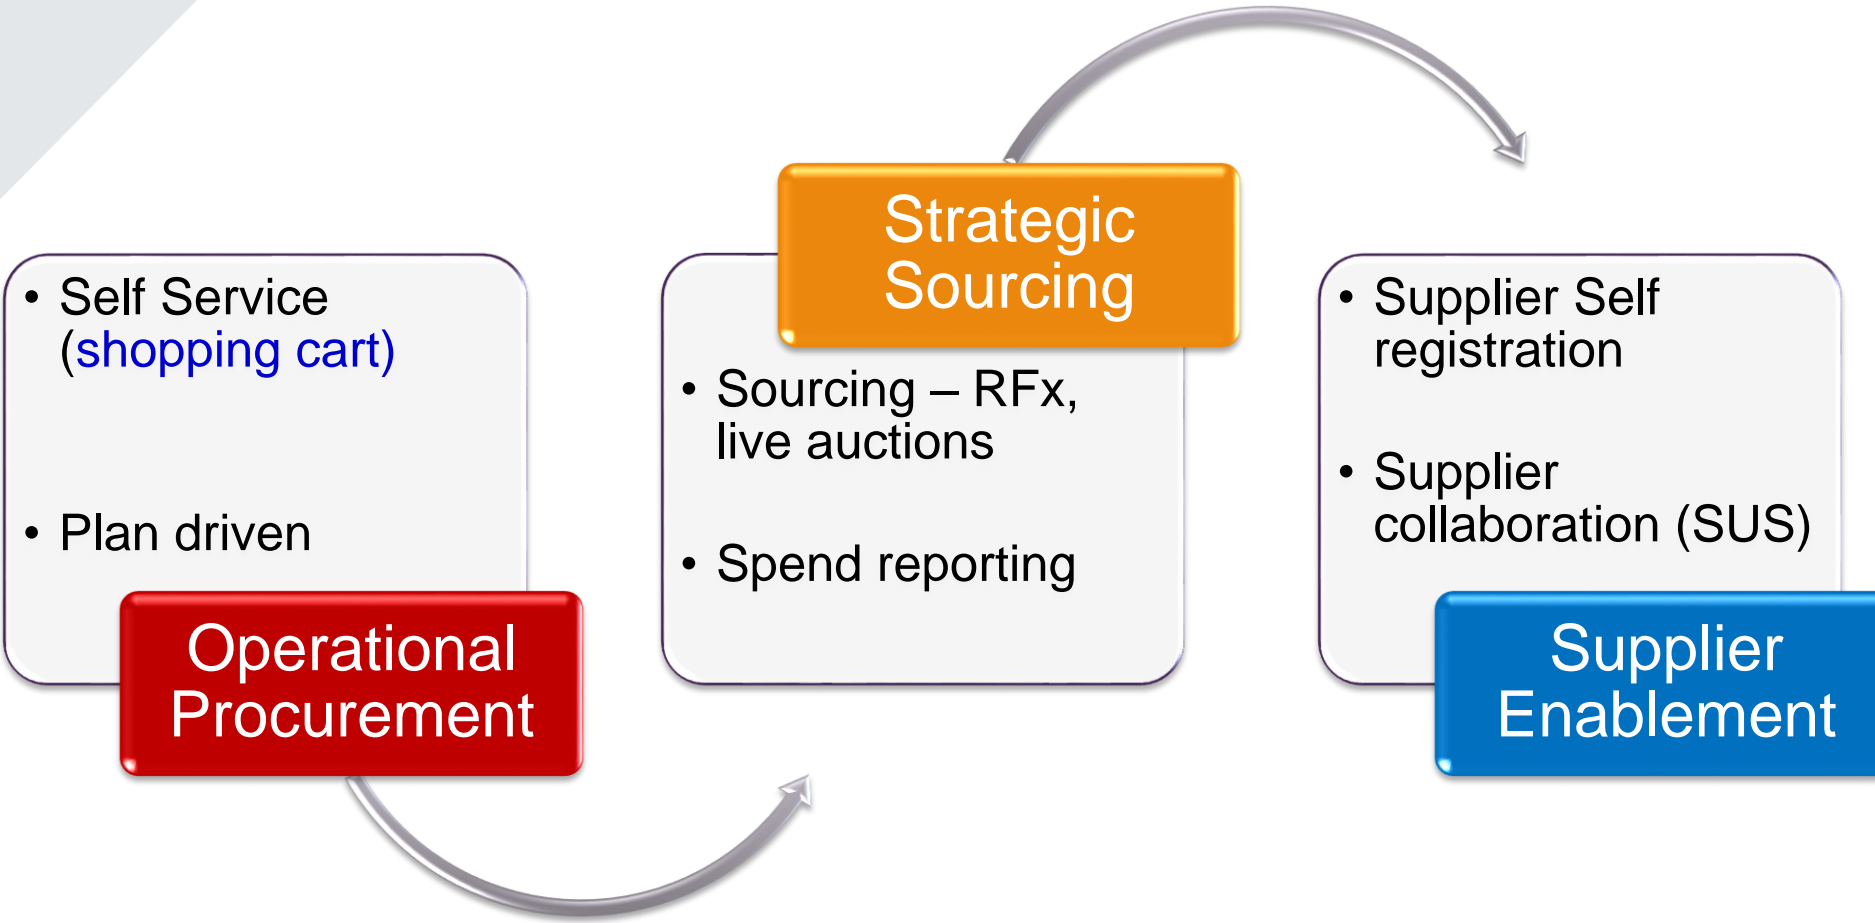 • Self Service
(shopping cart)
• Plan driven
Operational
Procurement
Strategic
Sourcing
• Sourcing – RFx,
live auctions
• Spend reporting
• Supplier Self
registration
• Supplier
collaboration (SUS)
Supplier
Enablement